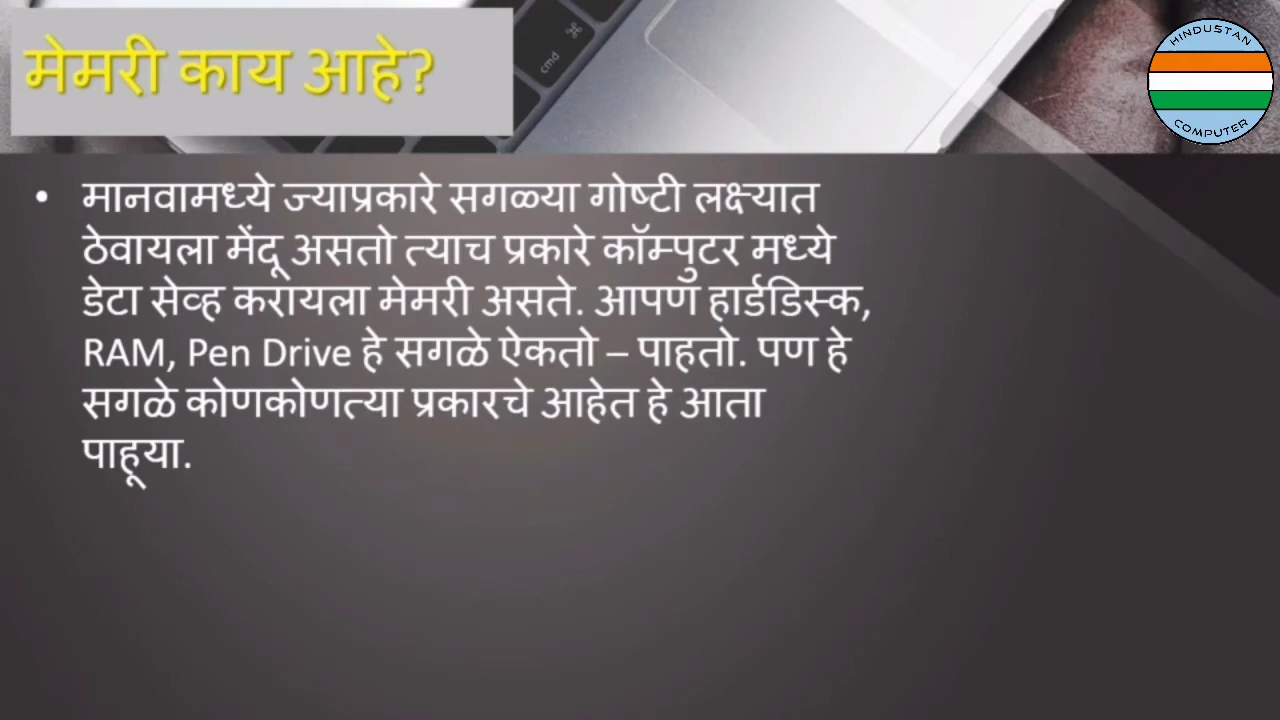 मेमरी काय आहे?
HINDUSTAN
COMPUTER
cmd
⌘
• मानवामध्ये ज्याप्रकारे सगळ्या गोष्टी लक्ष्यात
ठेवायला मेंदू असतो त्याच प्रकारे कॉम्पुटर मध्ये
डेटा सेव्ह करायला मेमरी असते. आपण हार्डडिस्क,
RAM, Pen Drive हे सगळे ऐकतो – पाहतो. पण हे
सगळे कोणकोणत्या प्रकारचे आहेत हे आता
पाहूया.